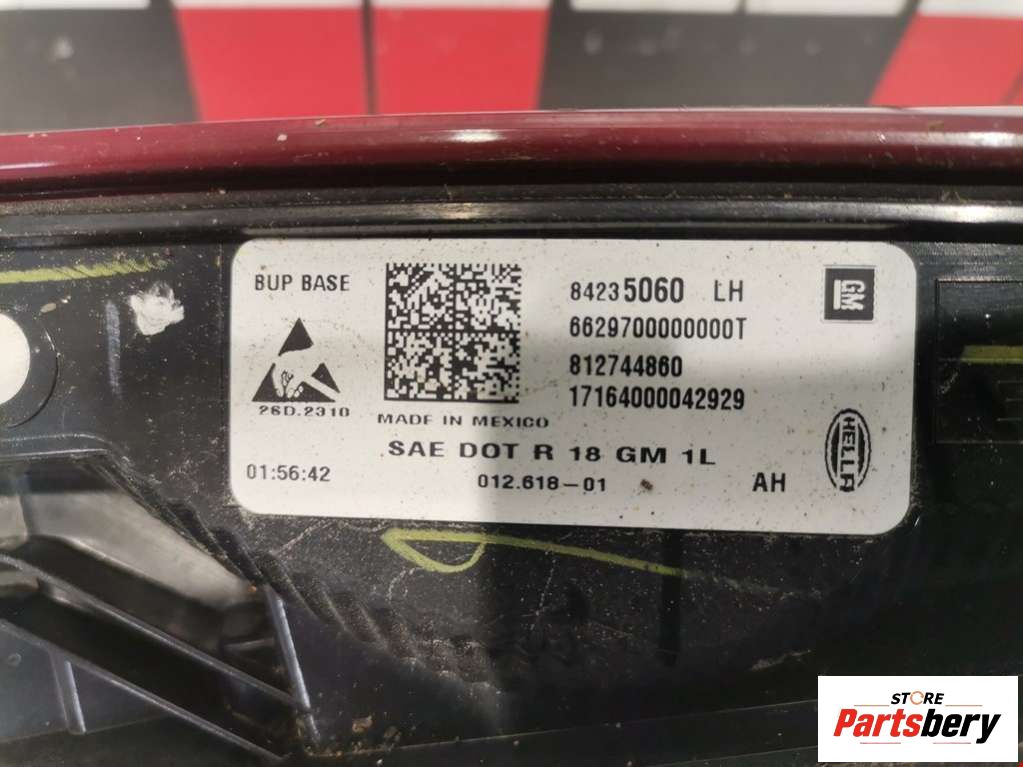 BUP BASE
84235060 LH
GM
6629700000000T
812744860
26D.2310
17164000042929
MADE IN MEXICO
SAE DOT R 18 GM 1L
HELLA
01:56:42
012.618-01
AH
STORE
Partsbery